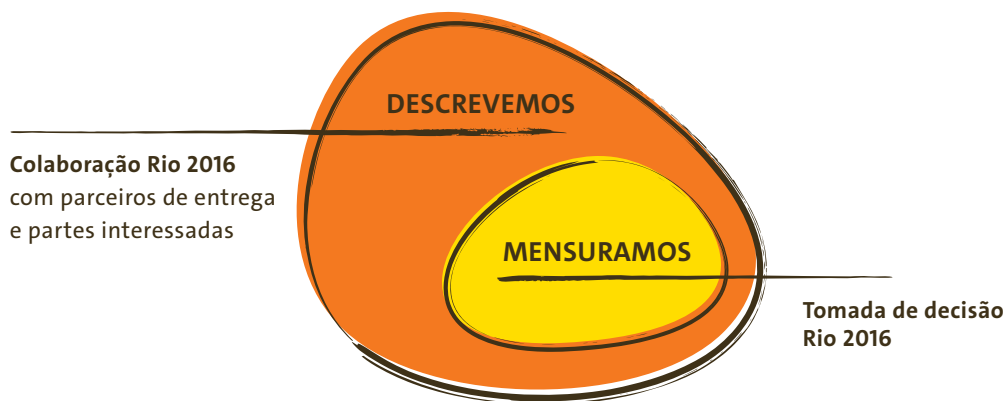 DESCREVEMOS
Colaboração Rio 2016
com parceiros de entrega
e partes interessadas
MENSURAMOS
Tomada de decisão
Rio 2016